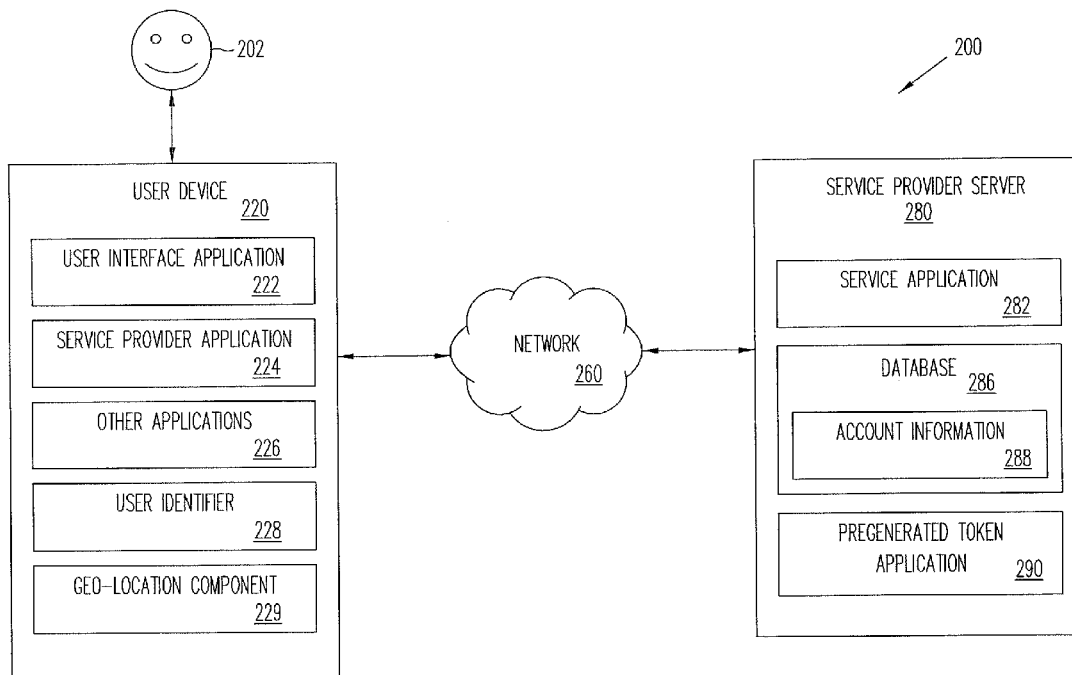 202
200
USER DEVICE
220
USER INTERFACE APPLICATION
222
SERVICE PROVIDER APPLICATION
224
OTHER APPLICATIONS
226
USER IDENTIFIER
228
GEO-LOCATION COMPONENT
229
NETWORK
260
SERVICE PROVIDER SERVER
280
SERVICE APPLICATION
282
DATABASE
286
ACCOUNT INFORMATION
288
PREGENERATED TOKEN
APPLICATION
290